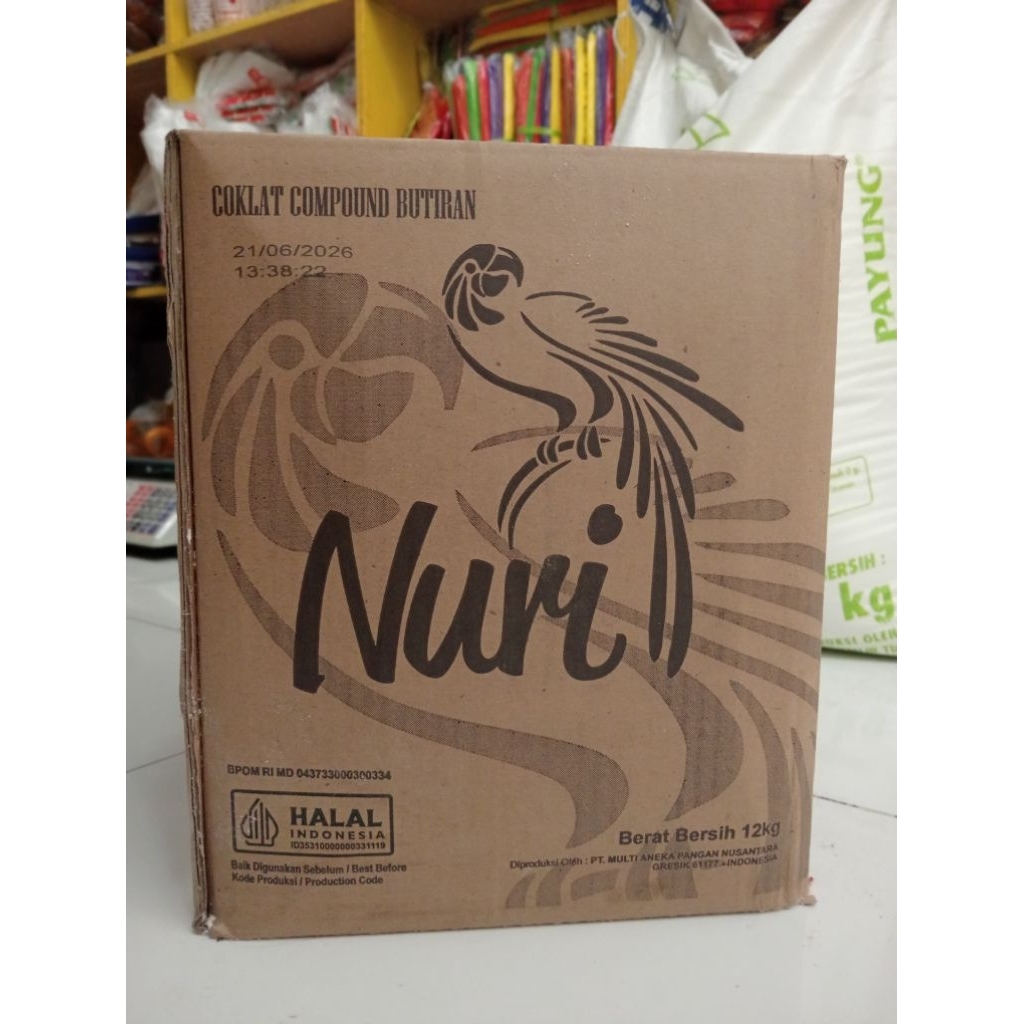 COKLAT COMPOUND BUTIRAN
21/06/2026
13:38:22
Nuri
BPOM RI MD 043733000300334
HALAL
INDONESIA
ID35310000000331119
Baik Digunakan Sebelum / Best Before
Kode Produksi / Production Code
Berat Bersih 12kg
Diproduksi Oleh : PT. MULTI ANEKA PANGAN NUSANTARA
GRESIK 61177 - INDONESIA
PAYUNG
ERSIH :
kg